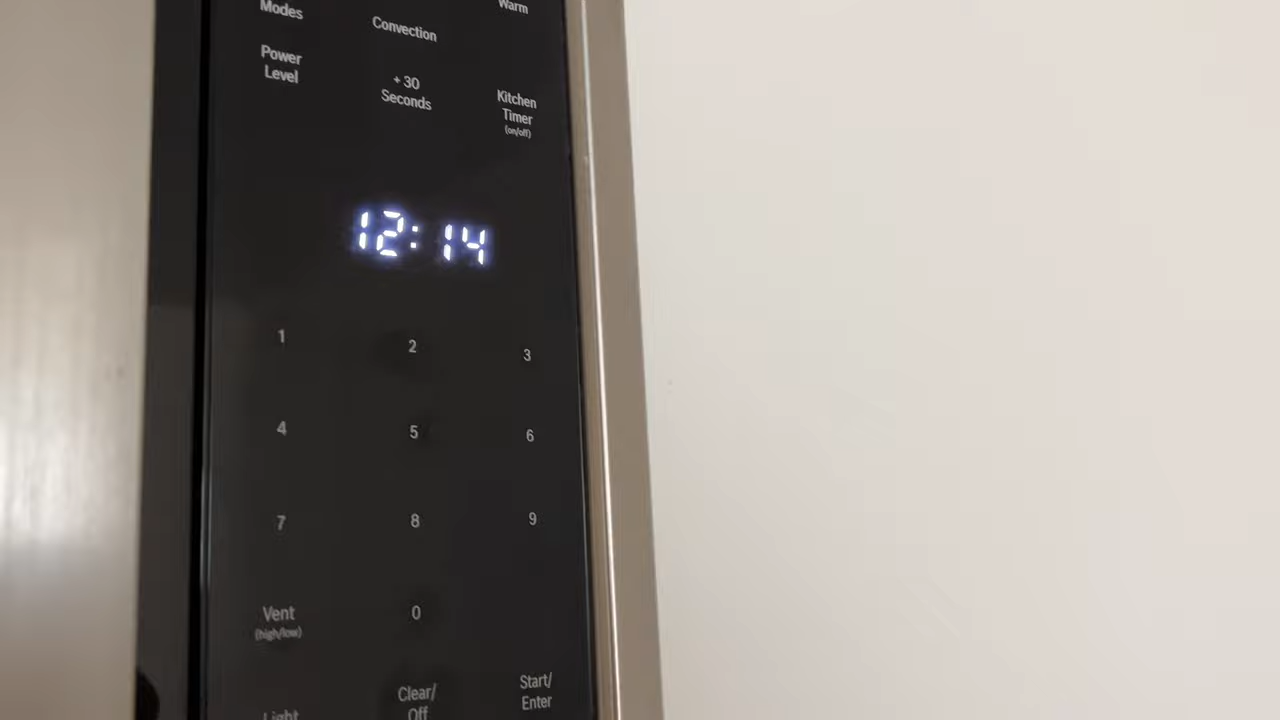 Modes
Convection
Warm
Power
Level
+ 30
Seconds
Kitchen
Timer
(on/off)
12:14
1
2
3
4
5
6
7
8
9
Vent
(high/low)
0
Start/
Enter
Clear/
Off
Light